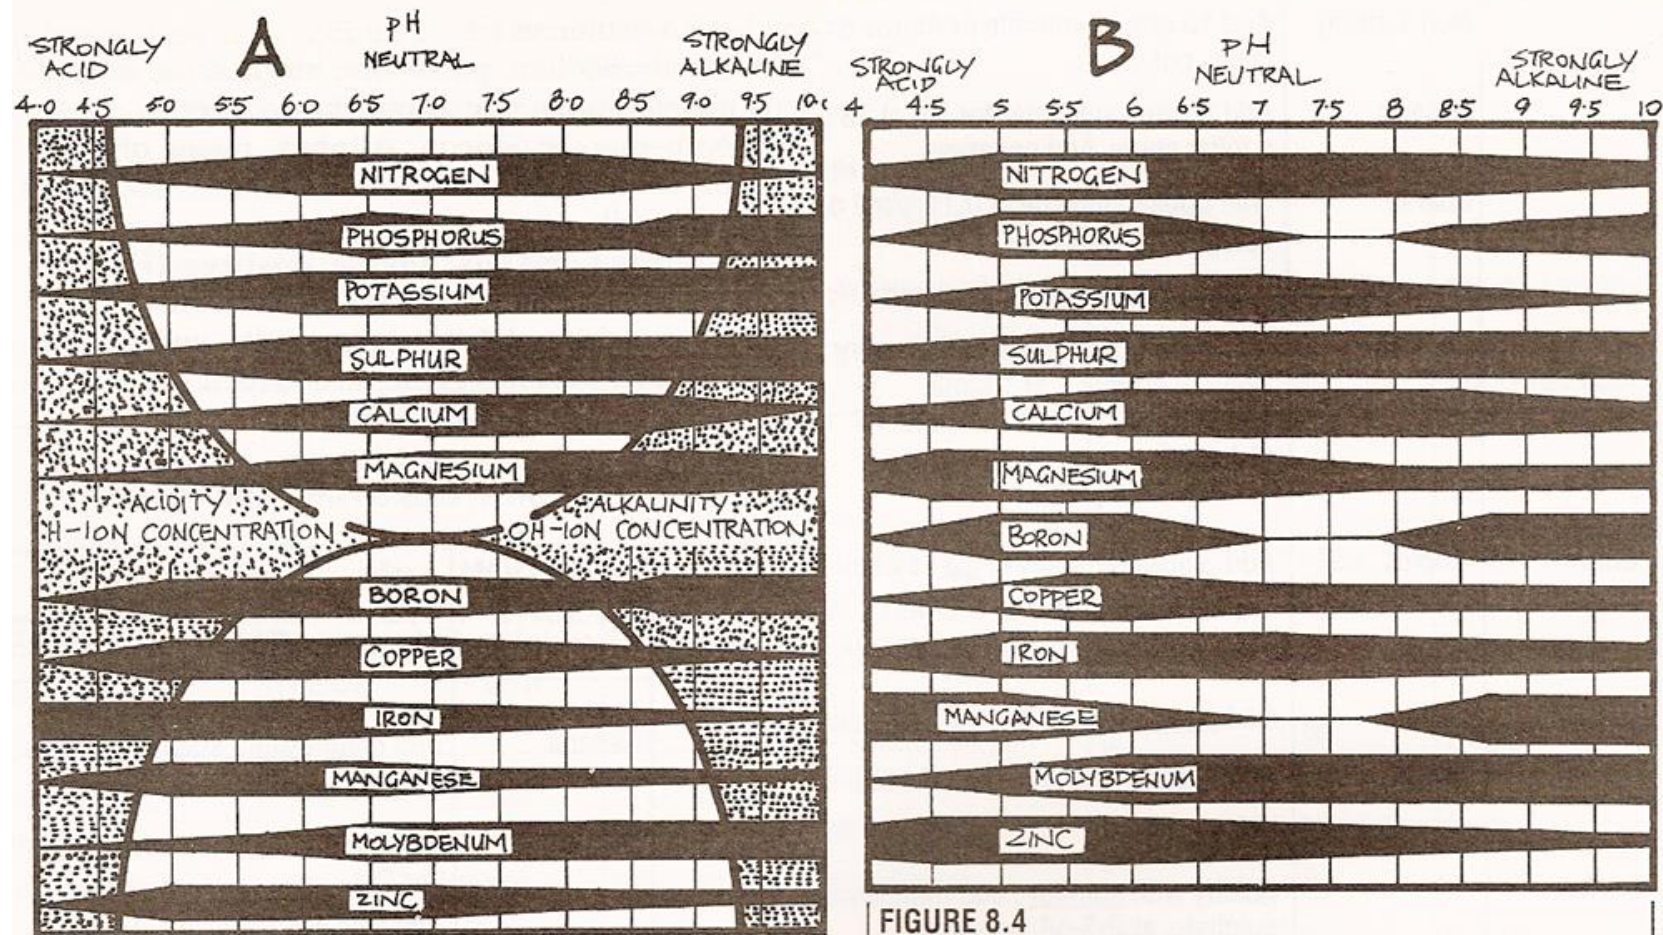 A
pH
NEUTRAL
STRONGLY
ACID
STRONGLY
ALKALINE
4.0 4.5 5.0 5.5 6.0 6.5 7.0 7.5 8.0 8.5 9.0 9.5 10.0
NITROGEN
PHOSPHORUS
POTASSIUM
SULPHUR
CALCIUM
MAGNESIUM
ACIDITY
H-ION CONCENTRATION
ALKALINITY
OH-ION CONCENTRATION
BORON
COPPER
IRON
MANGANESE
MOLYBDENUM
ZINC
B
pH
NEUTRAL
STRONGLY
ACID
STRONGLY
ALKALINE
4 4.5 5 5.5 6 6.5 7 7.5 8 8.5 9 9.5 10
NITROGEN
PHOSPHORUS
POTASSIUM
SULPHUR
CALCIUM
MAGNESIUM
BORON
COPPER
IRON
MANGANESE
MOLYBDENUM
ZINC
FIGURE 8.4